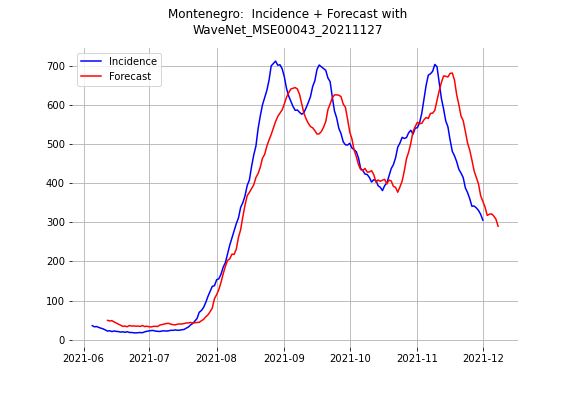 Montenegro:  Incidence + Forecast with
WaveNet_MSE00043_20211127
Incidence
Forecast
700
600
500
400
300
200
100
0
2021-06 2021-07 2021-08 2021-09 2021-10 2021-11 2021-12